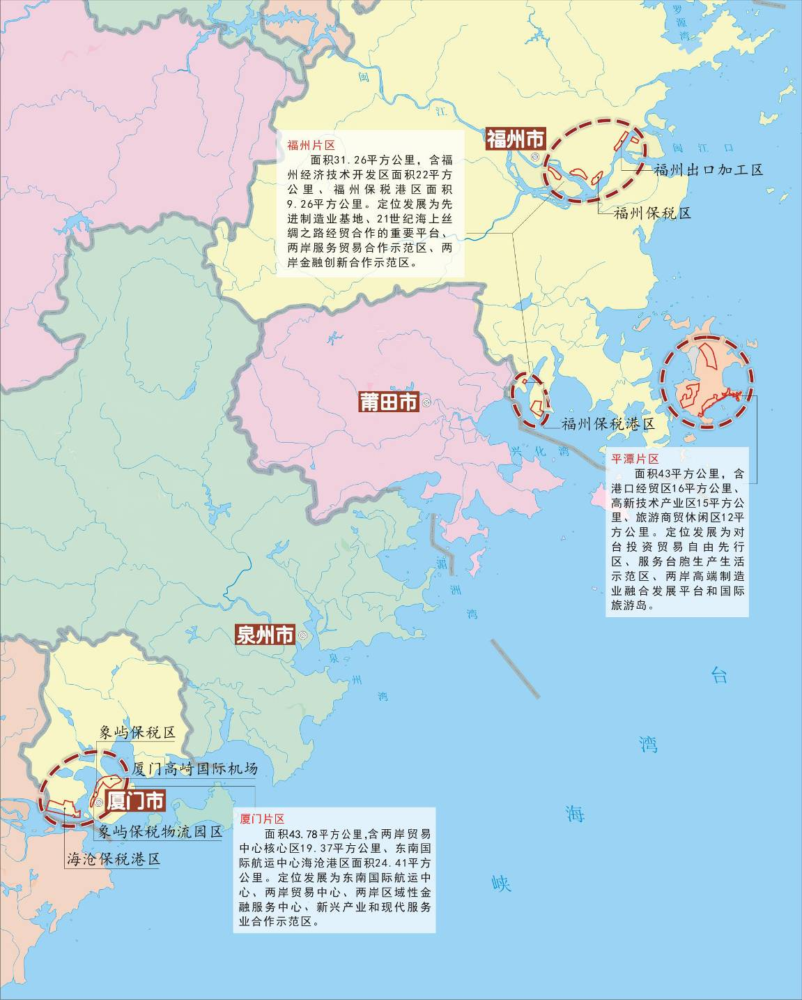 罗
源
湾
闽
江
福州市
闽江口
福州出口加工区
福州保税区
福州片区
面积31.26平方公里，含福
州经济技术开发区面积22平方
公里、福州保税港区面积
9.26平方公里。定位发展为先
进制造业基地、21世纪海上丝
绸之路经贸合作的重要平台、
两岸服务贸易合作示范区、两
岸金融创新合作示范区。
莆田市
福州保税港区
兴化湾
平潭片区
面积43平方公里，含
港口经贸区16平方公里、
高新技术产业区15平方公
里、旅游商贸休闲区12平
方公里。定位发展为对
台投资贸易自由先行
区、服务台胞生产生活
示范区、两岸高端制造
业融合发展平台和国际
旅游岛。
湄
洲
湾
泉州市
泉
州
湾
台
湾
海
峡
象屿保税区
厦门高崎国际机场
厦门市
象屿保税物流园区
海沧保税港区
厦门片区
面积43.78平方公里,含两岸贸易
中心核心区19.37平方公里、东南国
际航运中心海沧港区面积24.41平方
公里。定位发展为东南国际航运中
心、两岸贸易中心、两岸区域性金
融服务中心、新兴产业和现代服务
业合作示范区。